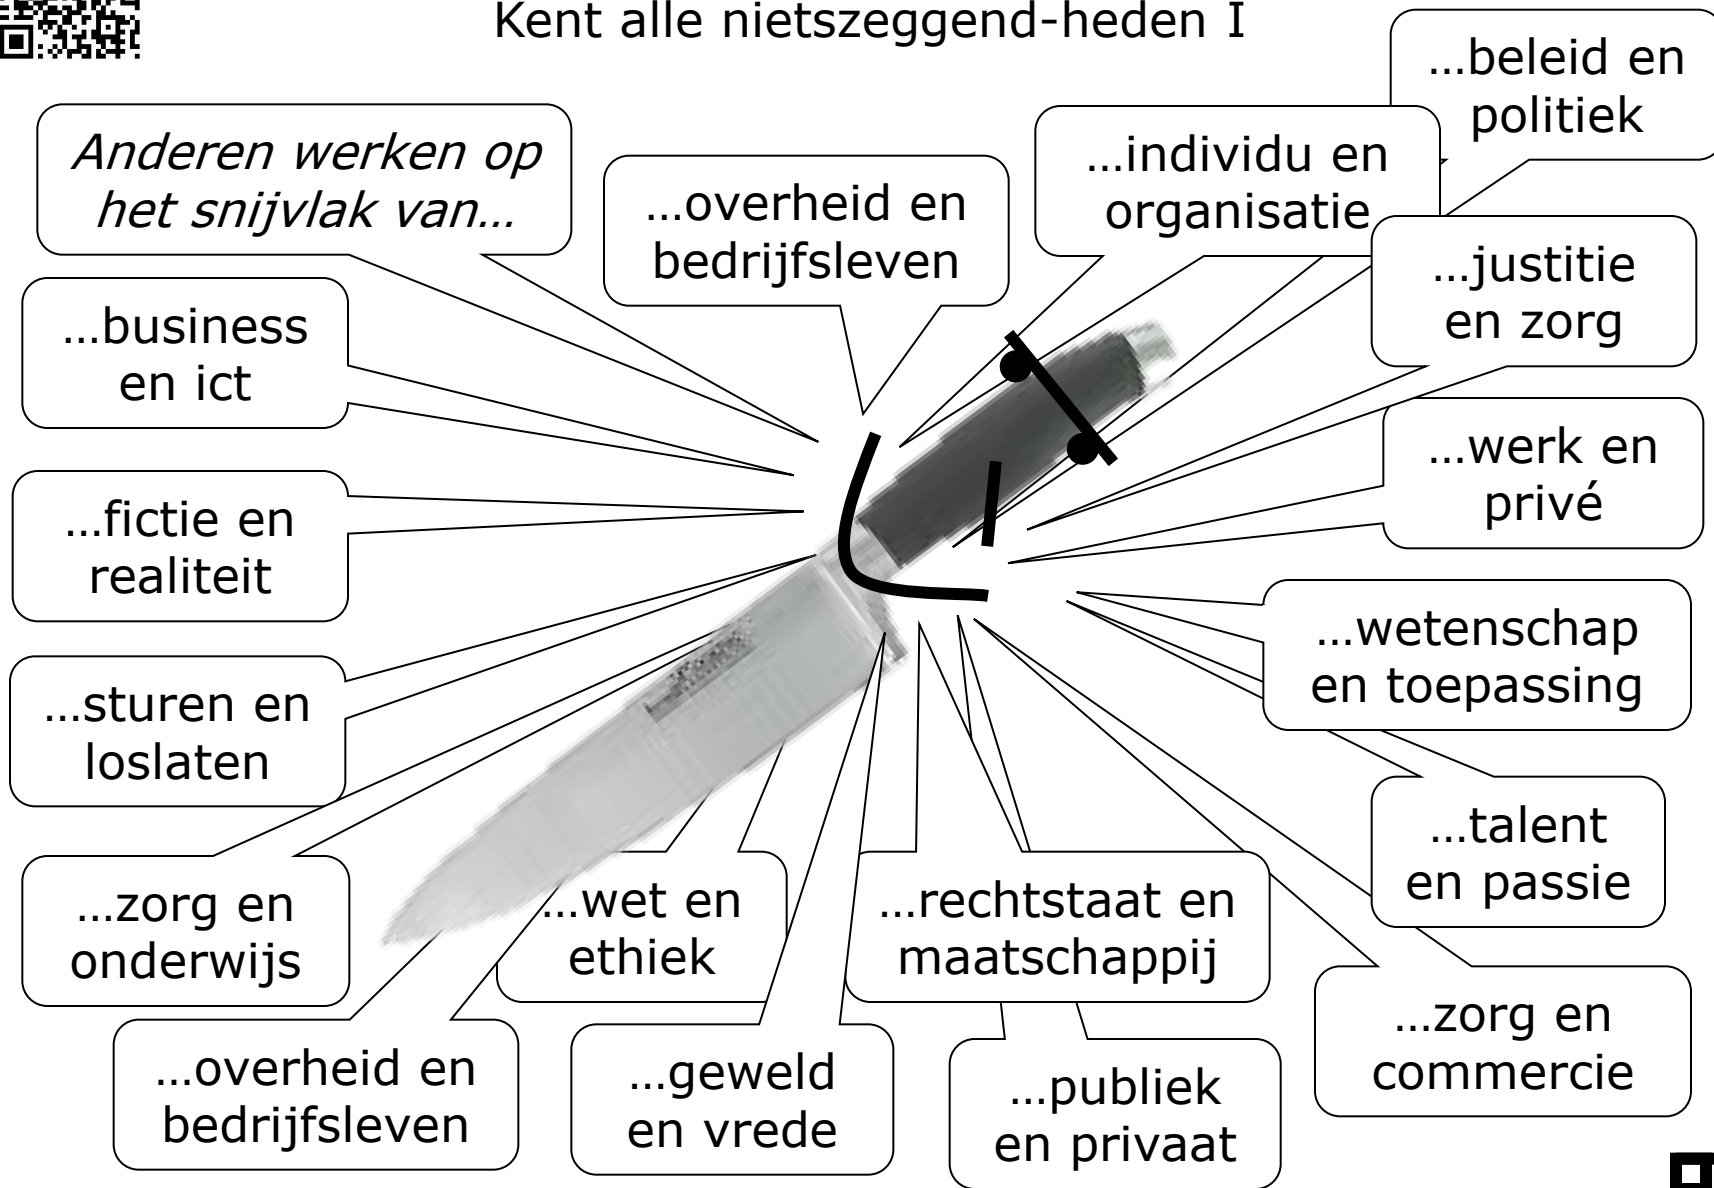 Kent alle nietszeggend-heden I
Anderen werken op
het snijvlak van...
...overheid en
bedrijfsleven
...individu en
organisatie
...beleid en
politiek
...business
en ict
...justitie
en zorg
...fictie en
realiteit
...werk en
privé
...sturen en
loslaten
...wetenschap
en toepassing
...zorg en
onderwijs
...wet en
ethiek
...rechtstaat en
maatschappij
...talent
en passie
...overheid en
bedrijfsleven
...geweld
en vrede
...publiek
en privaat
...zorg en
commercie